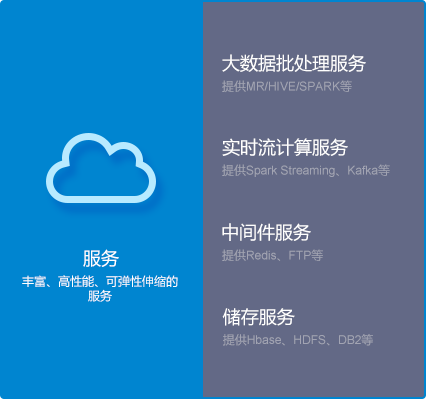 服务
丰富、高性能、可弹性伸缩的
服务
大数据批处理服务
提供MR/HIVE/SPARK等
实时流计算服务
提供Spark Streaming、Kafka等
中间件服务
提供Redis、FTP等
储存服务
提供Hbase、HDFS、DB2等